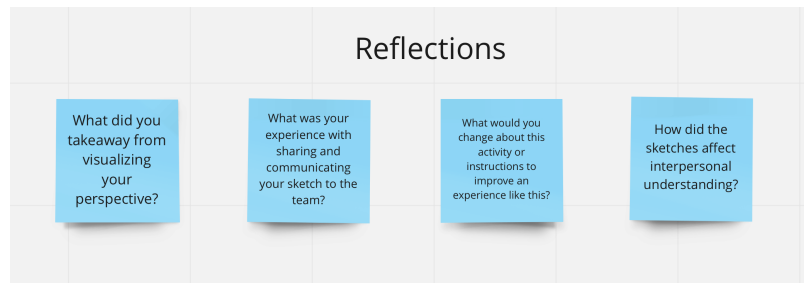 Reflections
What did you
takeaway from
visualizing
your
perspective?
What was your
experience with
sharing and
communicating
your sketch to the
team?
What would you
change about this
activity or
instructions to
improve an
experience like this?
How did the
sketches affect
interpersonal
understanding?